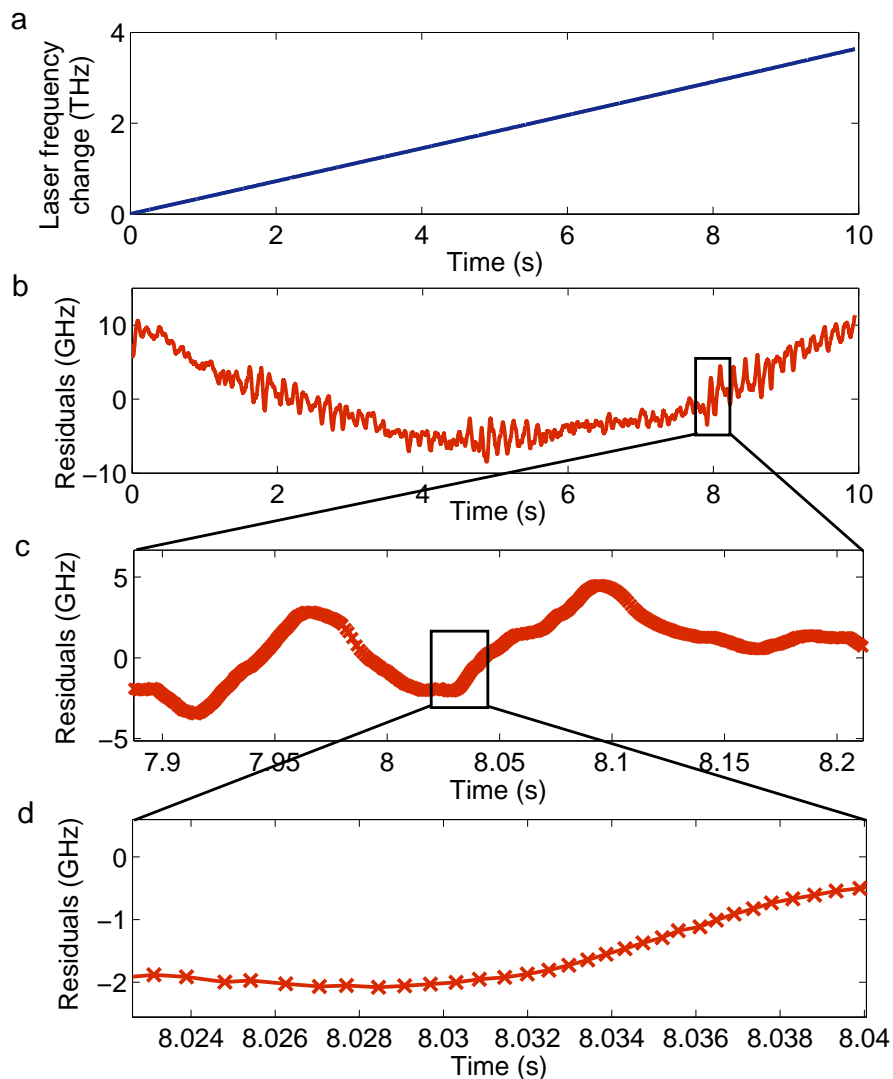 a
Laser frequency
change (THz)
4
2
0
0 2 4 6 8 10
Time (s)
b
Residuals (GHz)
10
0
−10
0 2 4 6 8 10
Time (s)
c
Residuals (GHz)
5
0
−5
7.9 7.95 8 8.05 8.1 8.15 8.2
Time (s)
d
Residuals (GHz)
0
−1
−2
8.024 8.026 8.028 8.03 8.032 8.034 8.036 8.038 8.04
Time (s)